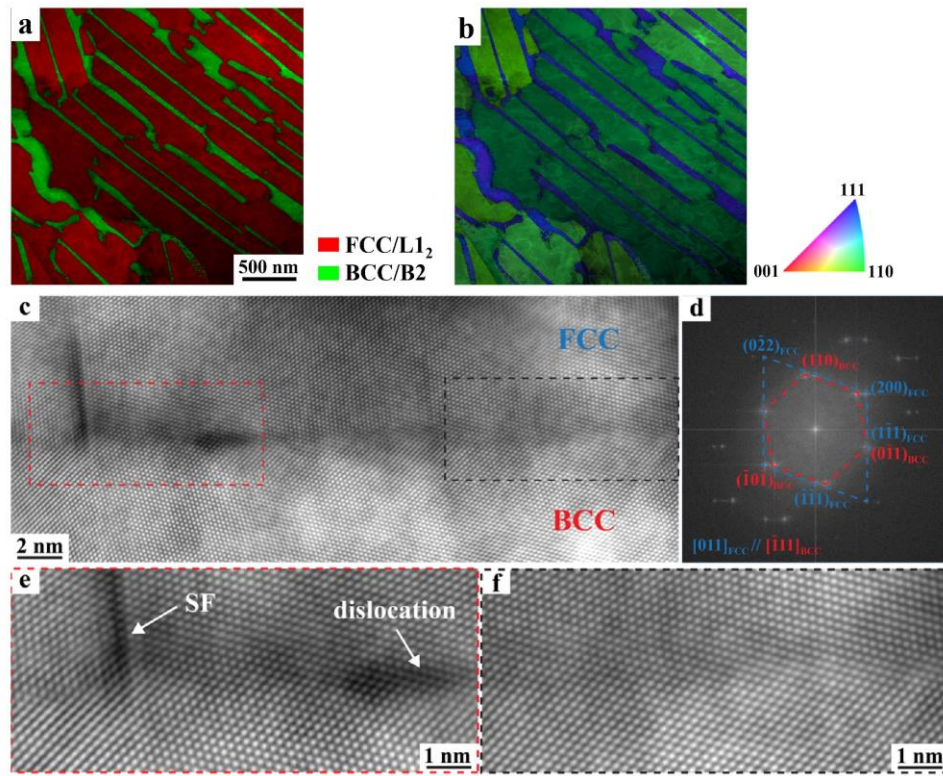 a
b
FCC/L1₂
BCC/B2
500 nm
111
001
110
c
FCC
BCC
2 nm
d
(02̄2)FCC
(110)BCC
(200)FCC
(11̄1)FCC
(01̄1)BCC
(1̄01̄)BCC
(1̄1̄1)FCC
[011]FCC // [1̄11]BCC
e
SF
dislocation
1 nm
f
1 nm